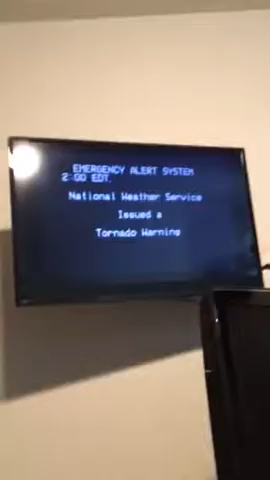 EMERGENCY ALERT SYSTEM
2:00 EDT.
National Weather Service
Issued a
Tornado Warning